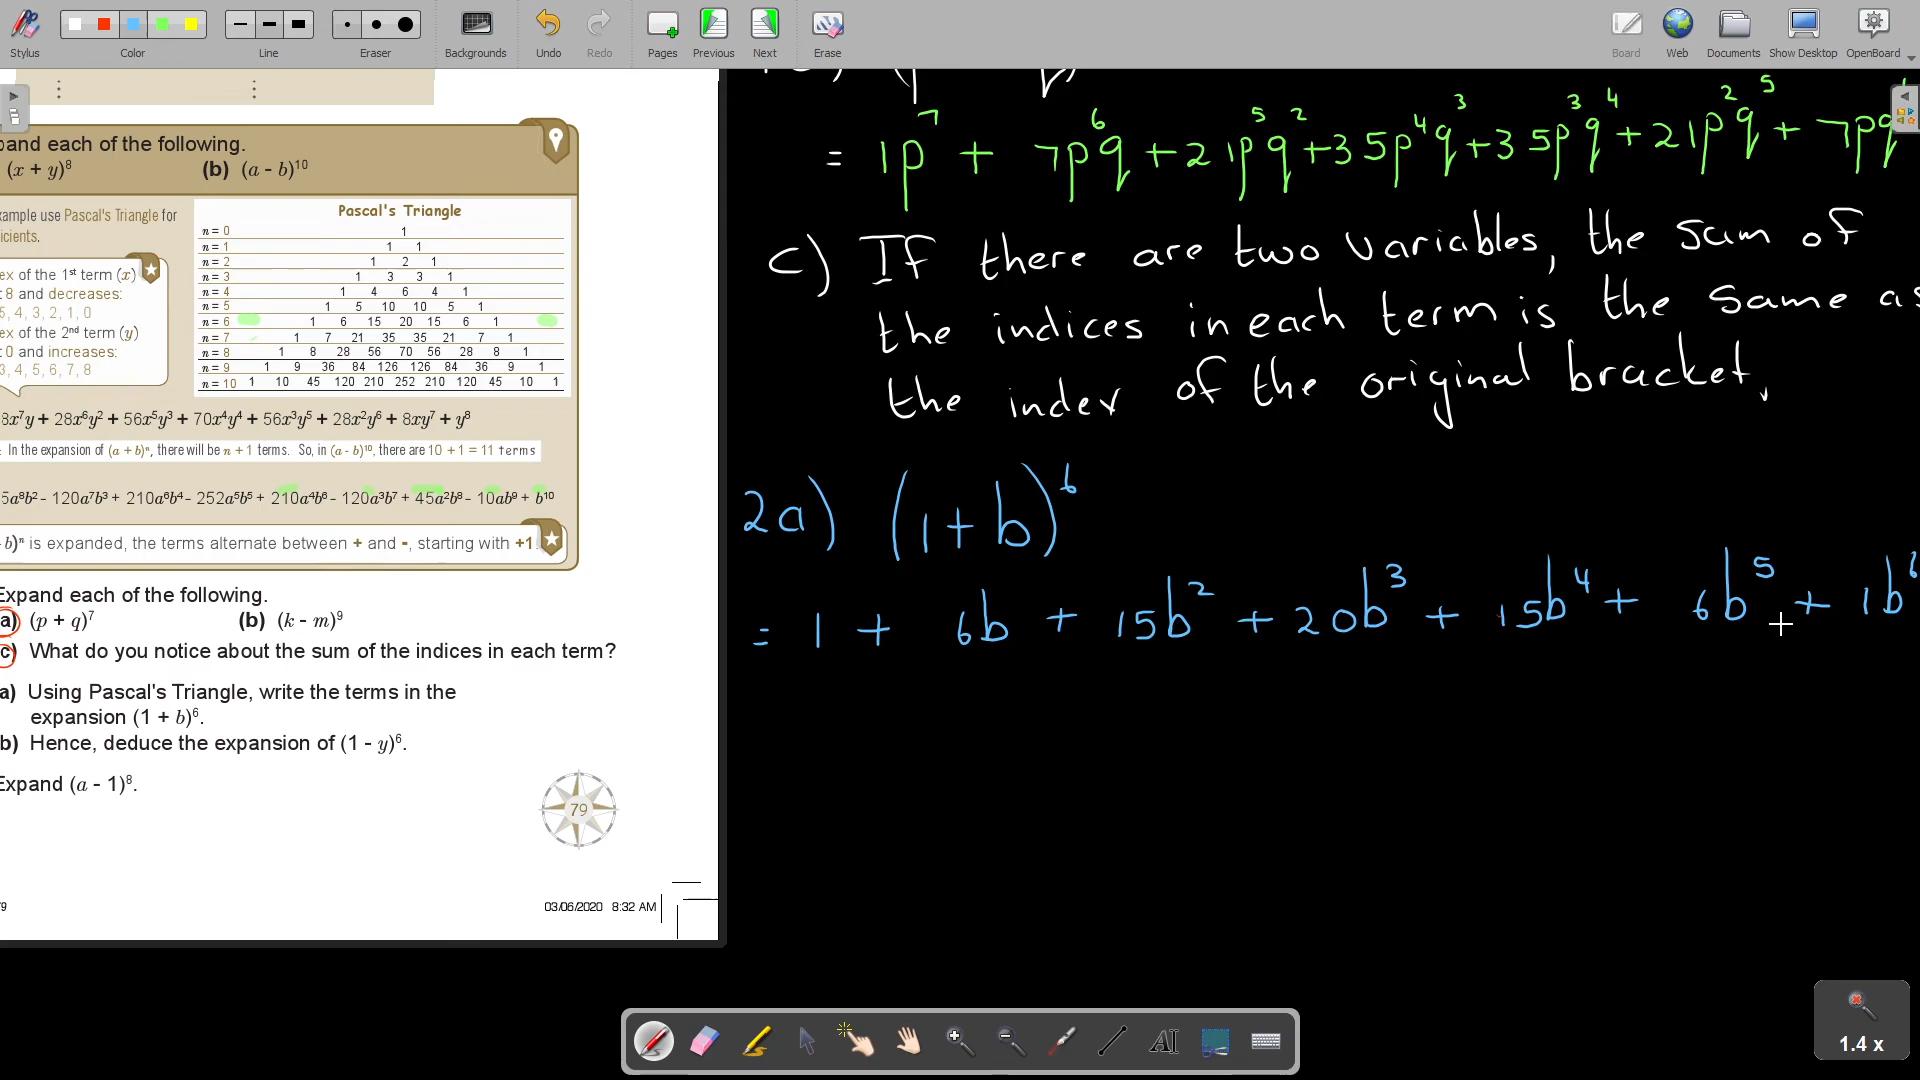 Stylus
Color
Line
Eraser
Backgrounds
Undo
Redo
Pages
Previous
Next
Erase
Board
Web
Documents
Show Desktop
OpenBoard
pand each of the following.
(x + y)⁸ (b) (a - b)¹⁰
xample use Pascal's Triangle for
icients.
ex of the 1ˢᵗ term (x)
t 8 and decreases:
5, 4, 3, 2, 1, 0
ex of the 2ⁿᵈ term (y)
t 0 and increases:
3, 4, 5, 6, 7, 8
Pascal's Triangle
n = 0 1
n = 1 1 1
n = 2 1 2 1
n = 3 1 3 3 1
n = 4 1 4 6 4 1
n = 5 1 5 10 10 5 1
n = 6 1 6 15 20 15 6 1
n = 7 1 7 21 35 35 21 7 1
n = 8 1 8 28 56 70 56 28 8 1
n = 9 1 9 36 84 126 126 84 36 9 1
n = 10 1 10 45 120 210 252 210 120 45 10 1
8x⁷y + 28x⁶y² + 56x⁵y³ + 70x⁴y⁴ + 56x³y⁵ + 28x²y⁶ + 8xy⁷ + y⁸
: In the expansion of (a + b)ⁿ, there will be n + 1 terms. So, in (a - b)¹⁰, there are 10 + 1 = 11 terms
5a⁸b² - 120a⁷b³ + 210a⁶b⁴ - 252a⁵b⁵ + 210a⁴b⁶ - 120a³b⁷ + 45a²b⁸ - 10ab⁹ + b¹⁰
b)ⁿ is expanded, the terms alternate between + and -, starting with +1.
Expand each of the following.
a) (p + q)⁷ (b) (k - m)⁹
c) What do you notice about the sum of the indices in each term?
a) Using Pascal's Triangle, write the terms in the
expansion (1 + b)⁶.
b) Hence, deduce the expansion of (1 - y)⁶.
Expand (a - 1)⁸.
79
9
03/06/2020 8:32 AM
= 1p⁷ + 7p⁶q + 21p⁵q² + 35p⁴q³ + 35p³q⁴ + 21p²q⁵ + 7pq
c) If there are two variables, the sum of
the indices in each term is the same as
the index of the original bracket.
2a) (1 + b)⁶
= 1 + 6b + 15b² + 20b³ + 15b⁴ + 6b⁵ + 1b⁶
1.4 x